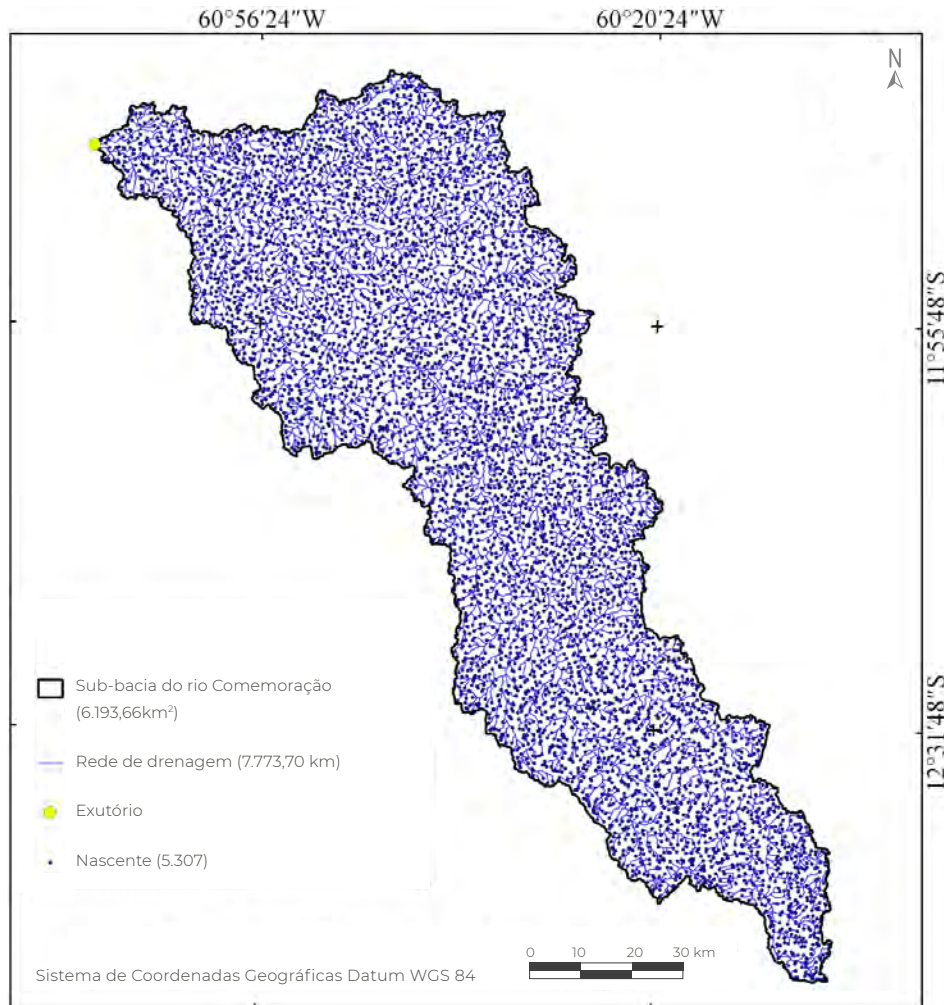 60°56'24"W 60°20'24"W
N
11°55'48"S
12°31'48"S
Sub-bacia do rio Comemoração
(6.193,66km²)
Rede de drenagem (7.773,70 km)
Exutório
Nascente (5.307)
0 10 20 30 km
Sistema de Coordenadas Geográficas Datum WGS 84